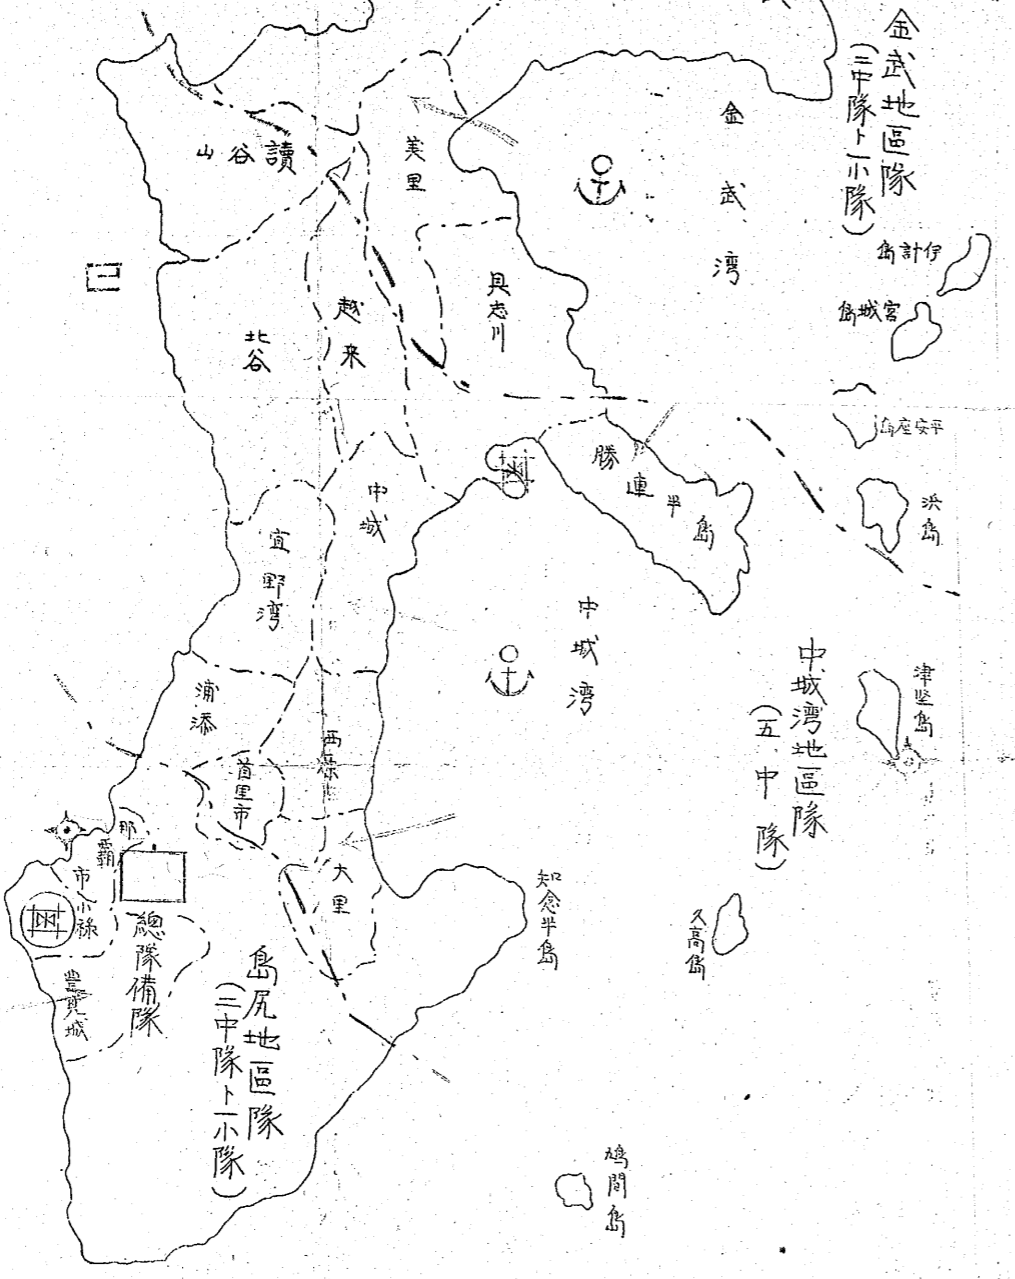 金武地區隊
(二中隊ト一小隊)
金武湾
伊計島
宮城島
平安座島
浜島
津堅島
讀谷山
美里
具志川
越来
北谷
勝連半島
中城
宜野湾
中城湾
中城湾地區隊
(五中隊)
浦添
西原
首里市
那覇市
小禄
大里
知念半島
久高島
總隊備隊
豊見城
島尻地區隊
(二中隊ト一小隊)
鳩間島